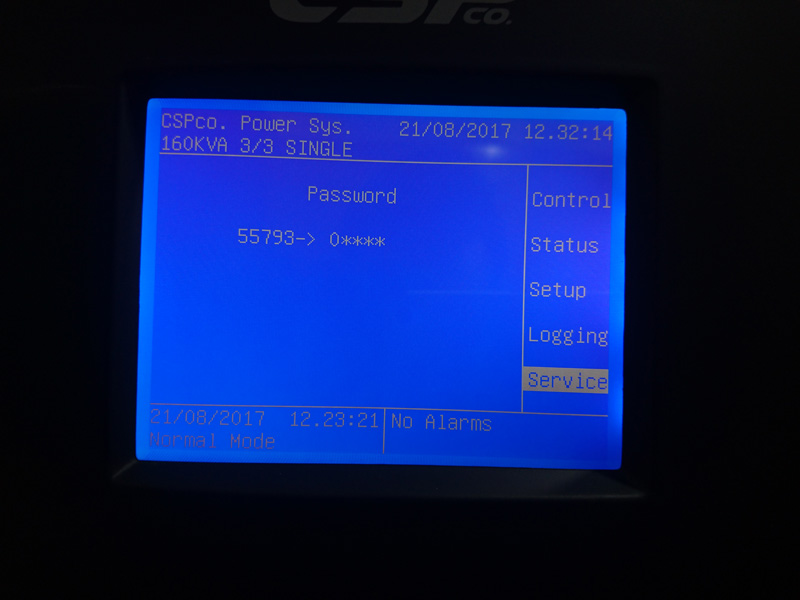 CSPco.
CSPco. Power Sys. 21/08/2017 12.32:14
160KVA 3/3 SINGLE
Password
55793-> 0****
Control
Status
Setup
Logging
Service
21/08/2017 12.23:21 No Alarms
Normal Mode